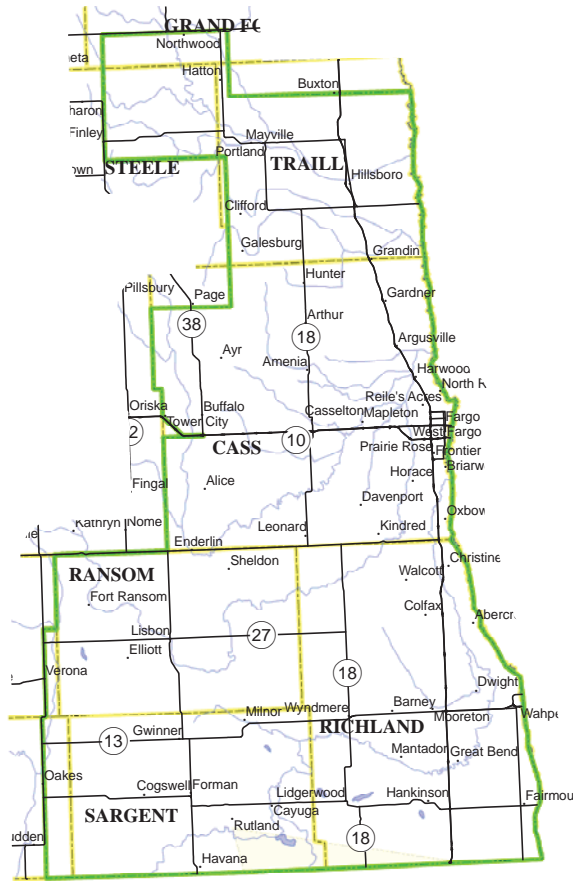 GRAND FC
Northwood
eta
Hatton
Buxton
haron
Finley
Mayville
Portland
own
STEELE
TRAILL
Hillsboro
Clifford
Galesburg
Grandin
Hunter
Pillsbury
Page
Gardner
38
18
Arthur
Argusville
Ayr
Amenia
Harwood
North R
Reile's Acres
Oriska
Buffalo
Casselton
Mapleton
Fargo
Tower City
2
10
West Fargo
CASS
Prairie Rose
Frontier
Briarw
Horace
Fingal
Alice
Davenport
Oxbow
Kathryn
Nome
Leonard
Kindred
Enderlin
Christine
Sheldon
RANSOM
Walcott
Fort Ransom
Colfax
Abercr
Lisbon
27
Elliott
Verona
18
Dwight
Milnor
Wyndmere
Barney
Mooreton
Wahpe
RICHLAND
Gwinner
13
Mantador
Great Bend
Oakes
Cogswell
Forman
Lidgerwood
Hankinson
Fairmou
Cayuga
SARGENT
Rutland
udden
18
Havana